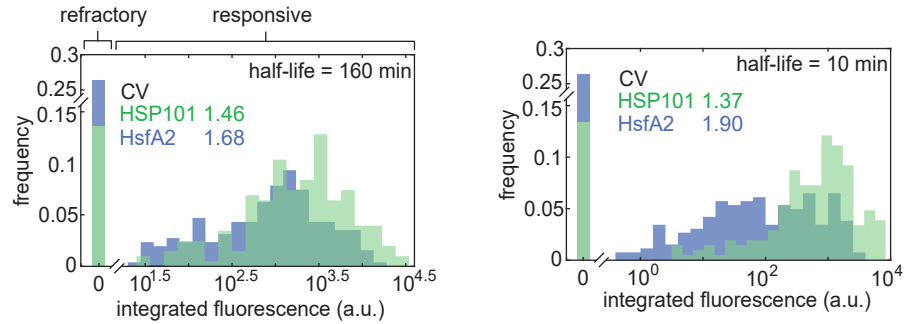 refractory responsive
0.3
half-life = 160 min
0.25
CV
0.15
HSP101 1.46
HsfA2 1.68
0.1
0.05
0
frequency
0 10^1.5 10^2.5 10^3.5 10^4.5
integrated fluorescence (a.u.)
0.3
half-life = 10 min
0.25
CV
0.15
HSP101 1.37
HsfA2 1.90
0.1
0.05
0
frequency
0 10^0 10^2 10^4
integrated fluorescence (a.u.)